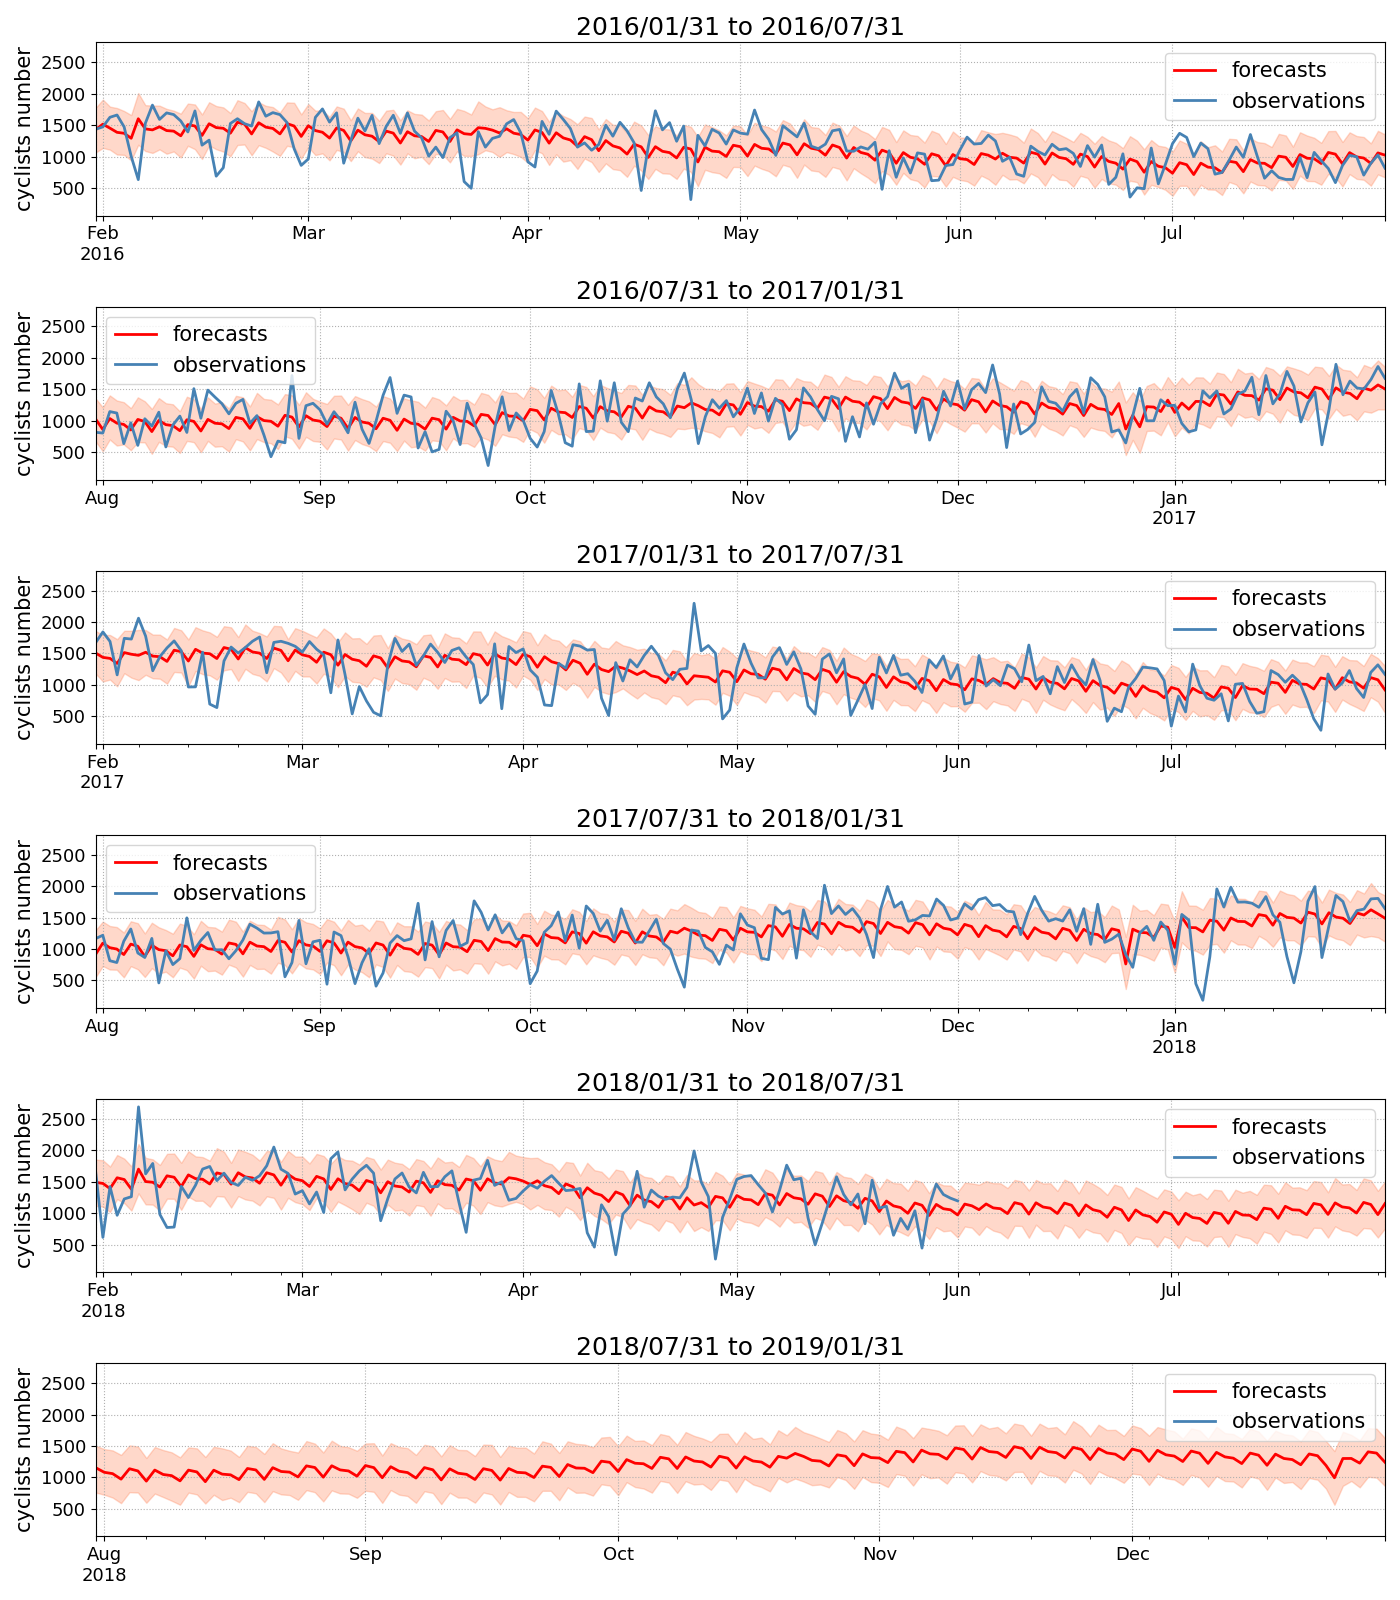 2016/01/31 to 2016/07/31
cyclists number
2500
2000
1500
1000
500
forecasts
observations
Feb Mar Apr May Jun Jul
2016
2016/07/31 to 2017/01/31
cyclists number
2500
2000
1500
1000
500
forecasts
observations
Aug Sep Oct Nov Dec Jan
2017
2017/01/31 to 2017/07/31
cyclists number
2500
2000
1500
1000
500
forecasts
observations
Feb Mar Apr May Jun Jul
2017
2017/07/31 to 2018/01/31
cyclists number
2500
2000
1500
1000
500
forecasts
observations
Aug Sep Oct Nov Dec Jan
2018
2018/01/31 to 2018/07/31
cyclists number
2500
2000
1500
1000
500
forecasts
observations
Feb Mar Apr May Jun Jul
2018
2018/07/31 to 2019/01/31
cyclists number
2500
2000
1500
1000
500
forecasts
observations
Aug Sep Oct Nov Dec
2018